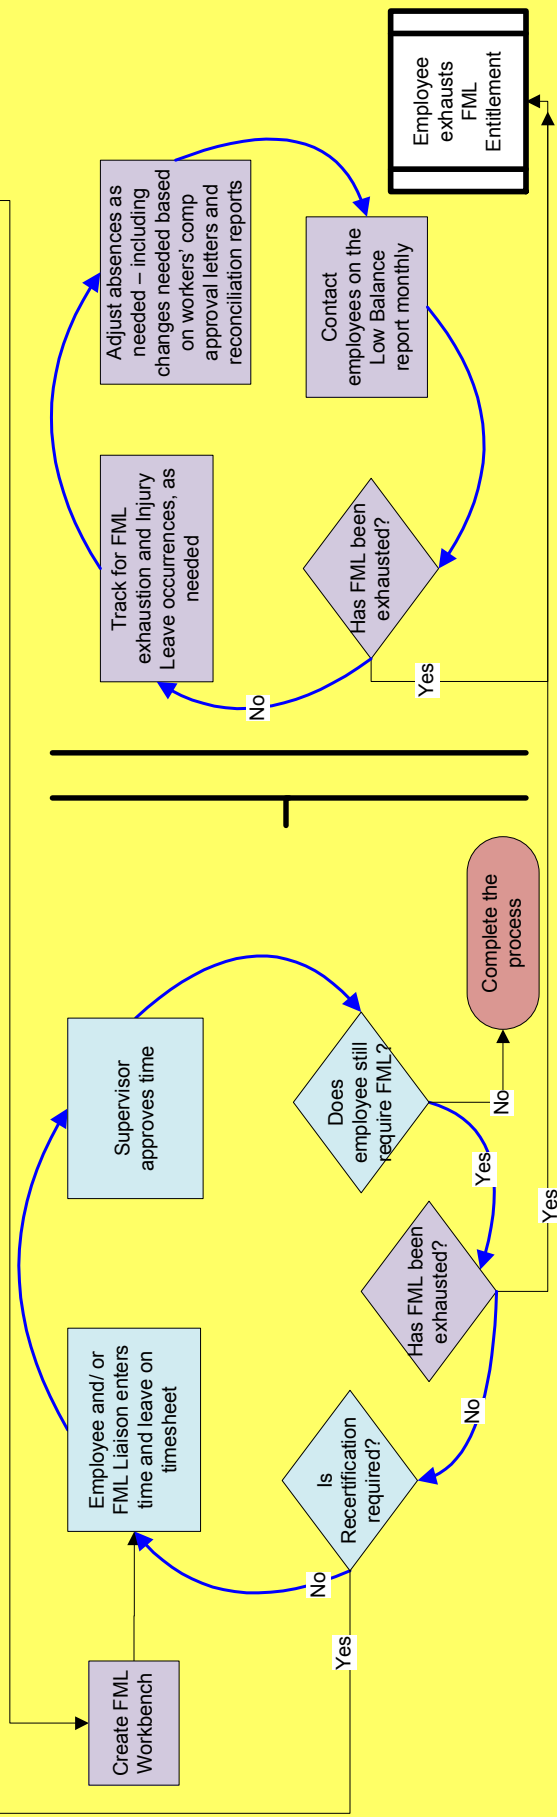 Create FML
Workbench
Employee and/ or
FML Liaison enters
time and leave on
timesheet
Supervisor
approves time
Does
employee still
require FML?
No
Complete the
process
Yes
Has FML been
exhausted?
Yes
No
Is
Recertification
required?
No
Yes
Track for FML
exhaustion and Injury
Leave occurrences, as
needed
Adjust absences as
needed – including
changes needed based
on workers’ comp
approval letters and
reconciliation reports
Contact
employees on the
Low Balance
report monthly
Has FML been
exhausted?
No
Yes
Employee
exhausts
FML
Entitlement